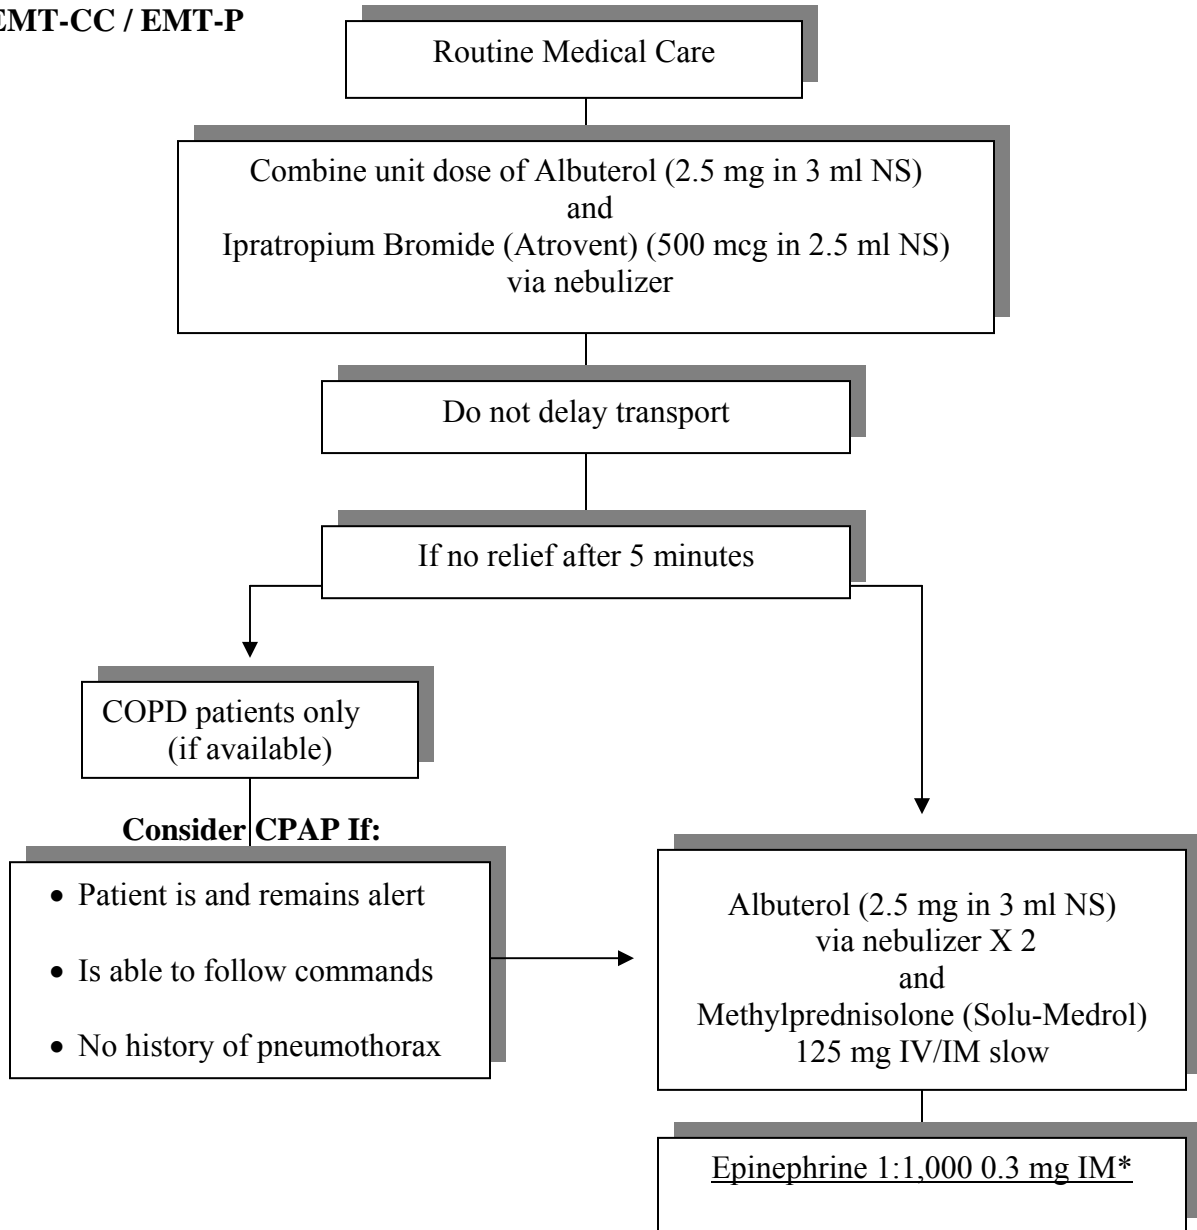 EMT-CC / EMT-P
Routine Medical Care
Combine unit dose of Albuterol (2.5 mg in 3 ml NS)
and
Ipratropium Bromide (Atrovent) (500 mcg in 2.5 ml NS)
via nebulizer
Do not delay transport
If no relief after 5 minutes
COPD patients only
(if available)
Consider CPAP If:
• Patient is and remains alert
• Is able to follow commands
• No history of pneumothorax
Albuterol (2.5 mg in 3 ml NS)
via nebulizer X 2
and
Methylprednisolone (Solu-Medrol)
125 mg IV/IM slow
Epinephrine 1:1,000 0.3 mg IM*